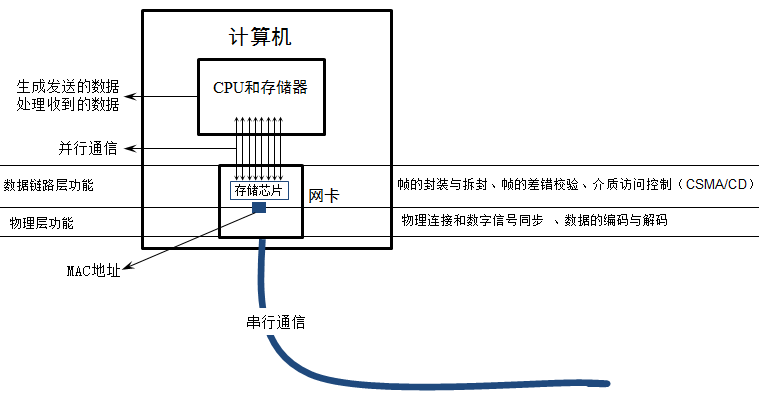 计算机
CPU和存储器
生成发送的数据
处理收到的数据
并行通信
数据链路层功能
存储芯片
网卡
帧的封装与拆封、帧的差错校验、介质访问控制（CSMA/CD）
物理层功能
物理连接和数字信号同步 、数据的编码与解码
MAC地址
串行通信